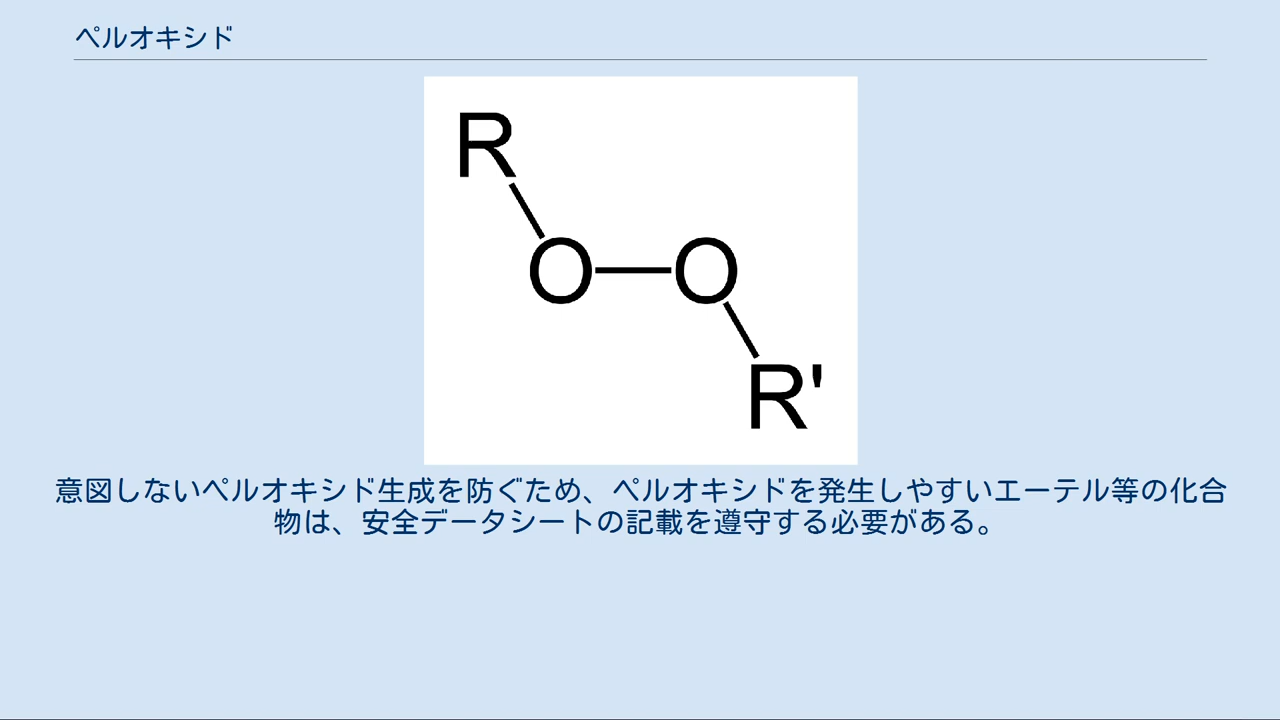 ペルオキシド
R
O
O
R'
意図しないペルオキシド生成を防ぐため、ペルオキシドを発生しやすいエーテル等の化合
物は、安全データシートの記載を遵守する必要がある。